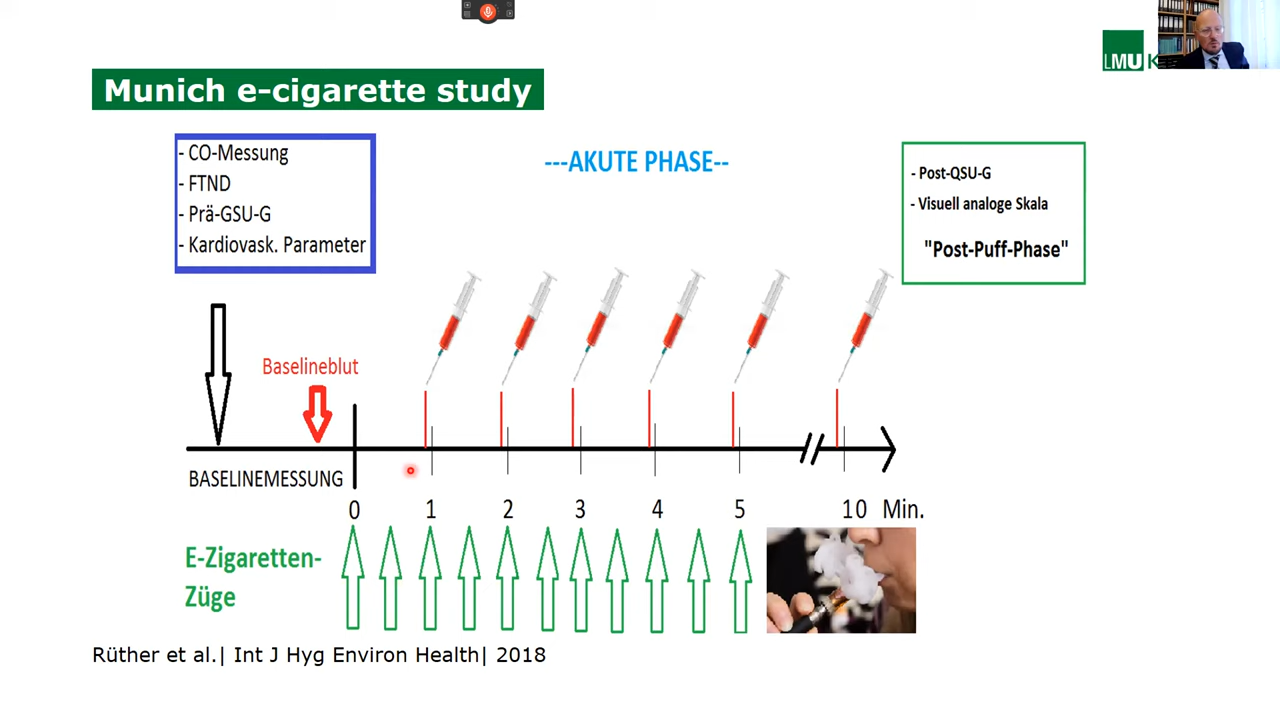 LMU K
Munich e-cigarette study
- CO-Messung
- FTND
- Prä-GSU-G
- Kardiovask. Parameter
---AKUTE PHASE--
- Post-QSU-G
- Visuell analoge Skala
"Post-Puff-Phase"
Baselineblut
BASELINEMESSUNG
0 1 2 3 4 5 10 Min.
E-Zigaretten-
Züge
Rüther et al.| Int J Hyg Environ Health| 2018